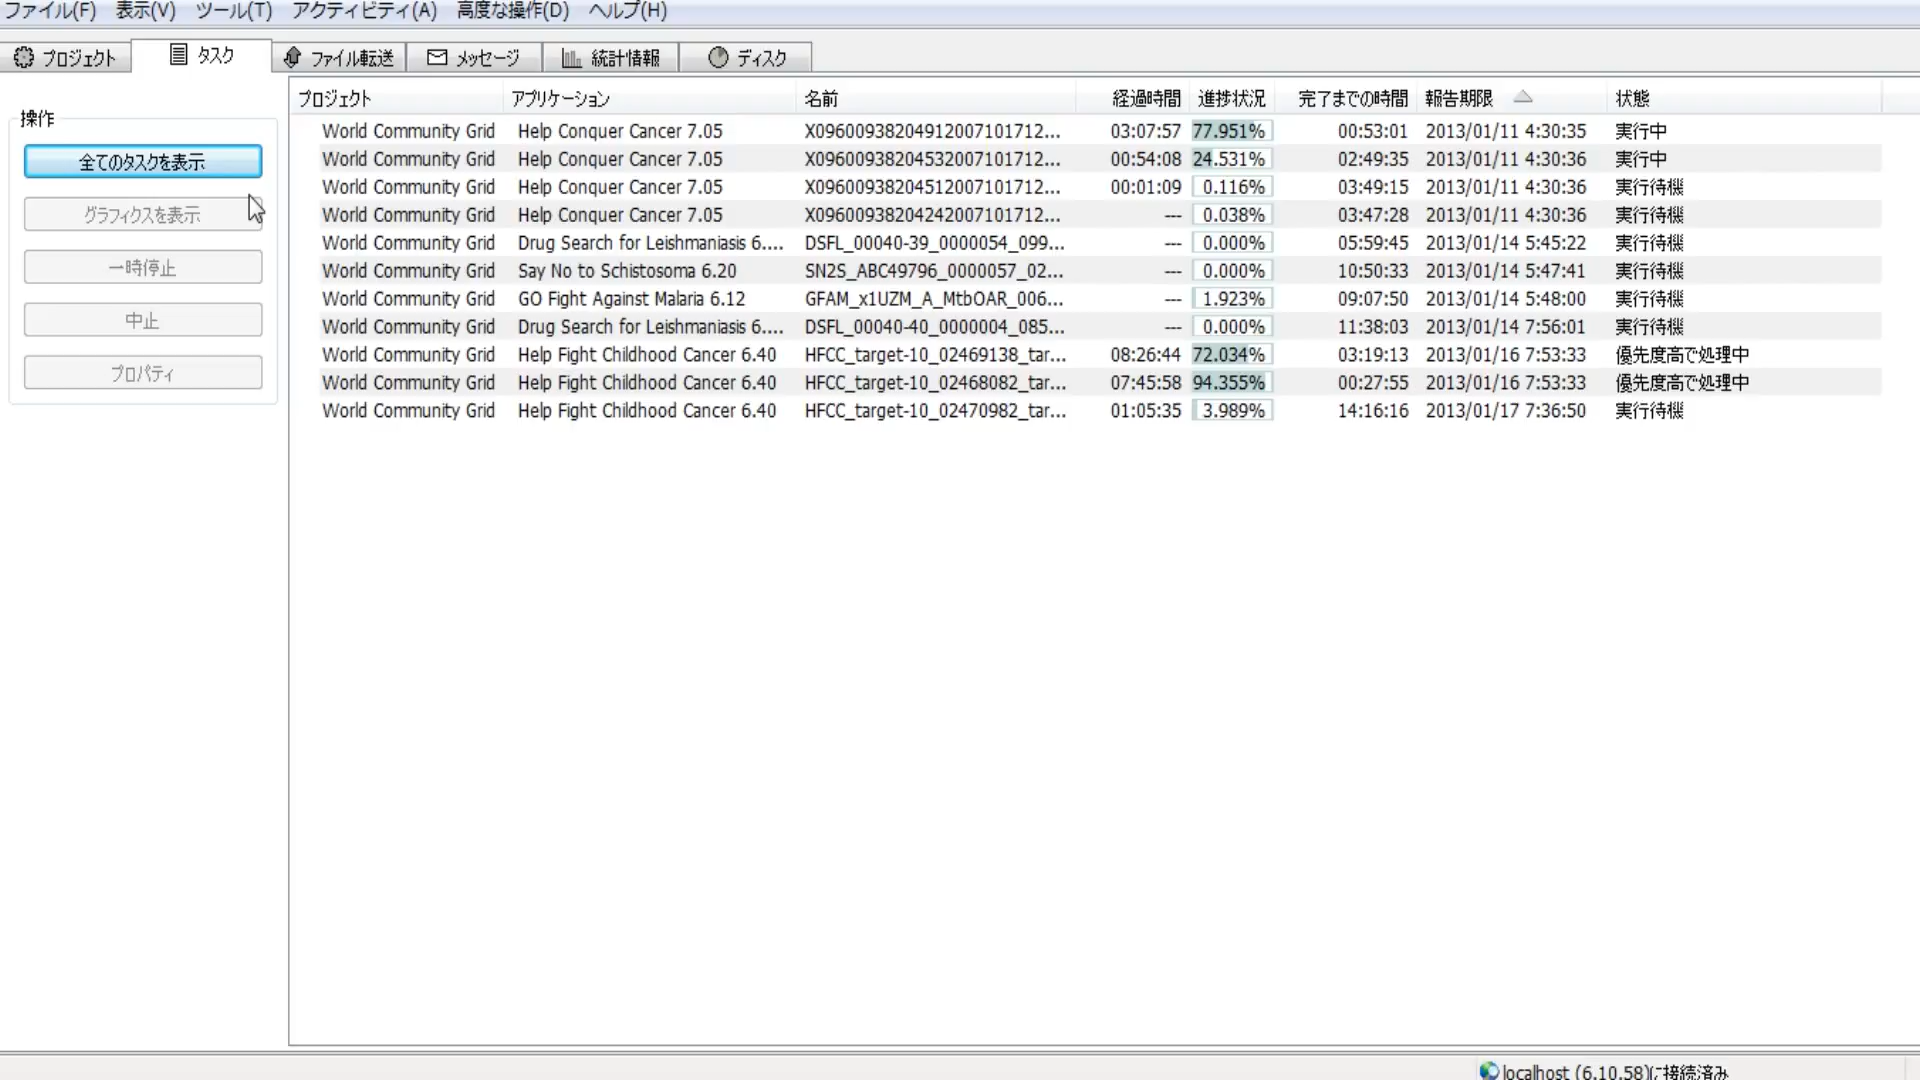 ファイル(F) 表示(V) ツール(T) アクティビティ(A) 高度な操作(D) ヘルプ(H)
プロジェクト タスク ファイル転送 メッセージ 統計情報 ディスク
操作
全てのタスクを表示
グラフィクスを表示
一時停止
中止
プロパティ
プロジェクト アプリケーション 名前 経過時間 進捗状況 完了までの時間 報告期限 状態
World Community Grid Help Conquer Cancer 7.05 X0960093820491200710171​2... 03:07:57 77.951% 00:53:01 2013/01/11 4:30:35 実行中
World Community Grid Help Conquer Cancer 7.05 X0960093820453200710171​2... 00:54:08 24.531% 02:49:35 2013/01/11 4:30:36 実行中
World Community Grid Help Conquer Cancer 7.05 X0960093820451200710171​2... 00:01:09 0.116% 03:49:15 2013/01/11 4:30:36 実行待機
World Community Grid Help Conquer Cancer 7.05 X0960093820424200710171​2... --- 0.038% 03:47:28 2013/01/11 4:30:36 実行待機
World Community Grid Drug Search for Leishmaniasis 6.... DSFL_00040-39_0000054_099... --- 0.000% 05:59:45 2013/01/14 5:45:22 実行待機
World Community Grid Say No to Schistosoma 6.20 SN2S_ABC49796_0000057_02... --- 0.000% 10:50:33 2013/01/14 5:47:41 実行待機
World Community Grid GO Fight Against Malaria 6.12 GFAM_x1UZM_A_MtbOAR_006... --- 1.923% 09:07:50 2013/01/14 5:48:00 実行待機
World Community Grid Drug Search for Leishmaniasis 6.... DSFL_00040-40_0000004_085... --- 0.000% 11:38:03 2013/01/14 7:56:01 実行待機
World Community Grid Help Fight Childhood Cancer 6.40 HFCC_target-10_02469138_tar... 08:26:44 72.034% 03:19:13 2013/01/16 7:53:33 優先度高で処理中
World Community Grid Help Fight Childhood Cancer 6.40 HFCC_target-10_02468082_tar... 07:45:58 94.355% 00:27:55 2013/01/16 7:53:33 優先度高で処理中
World Community Grid Help Fight Childhood Cancer 6.40 HFCC_target-10_02470982_tar... 01:05:35 3.989% 14:16:16 2013/01/17 7:36:50 実行待機
localhost (6.10.58)に接続済み